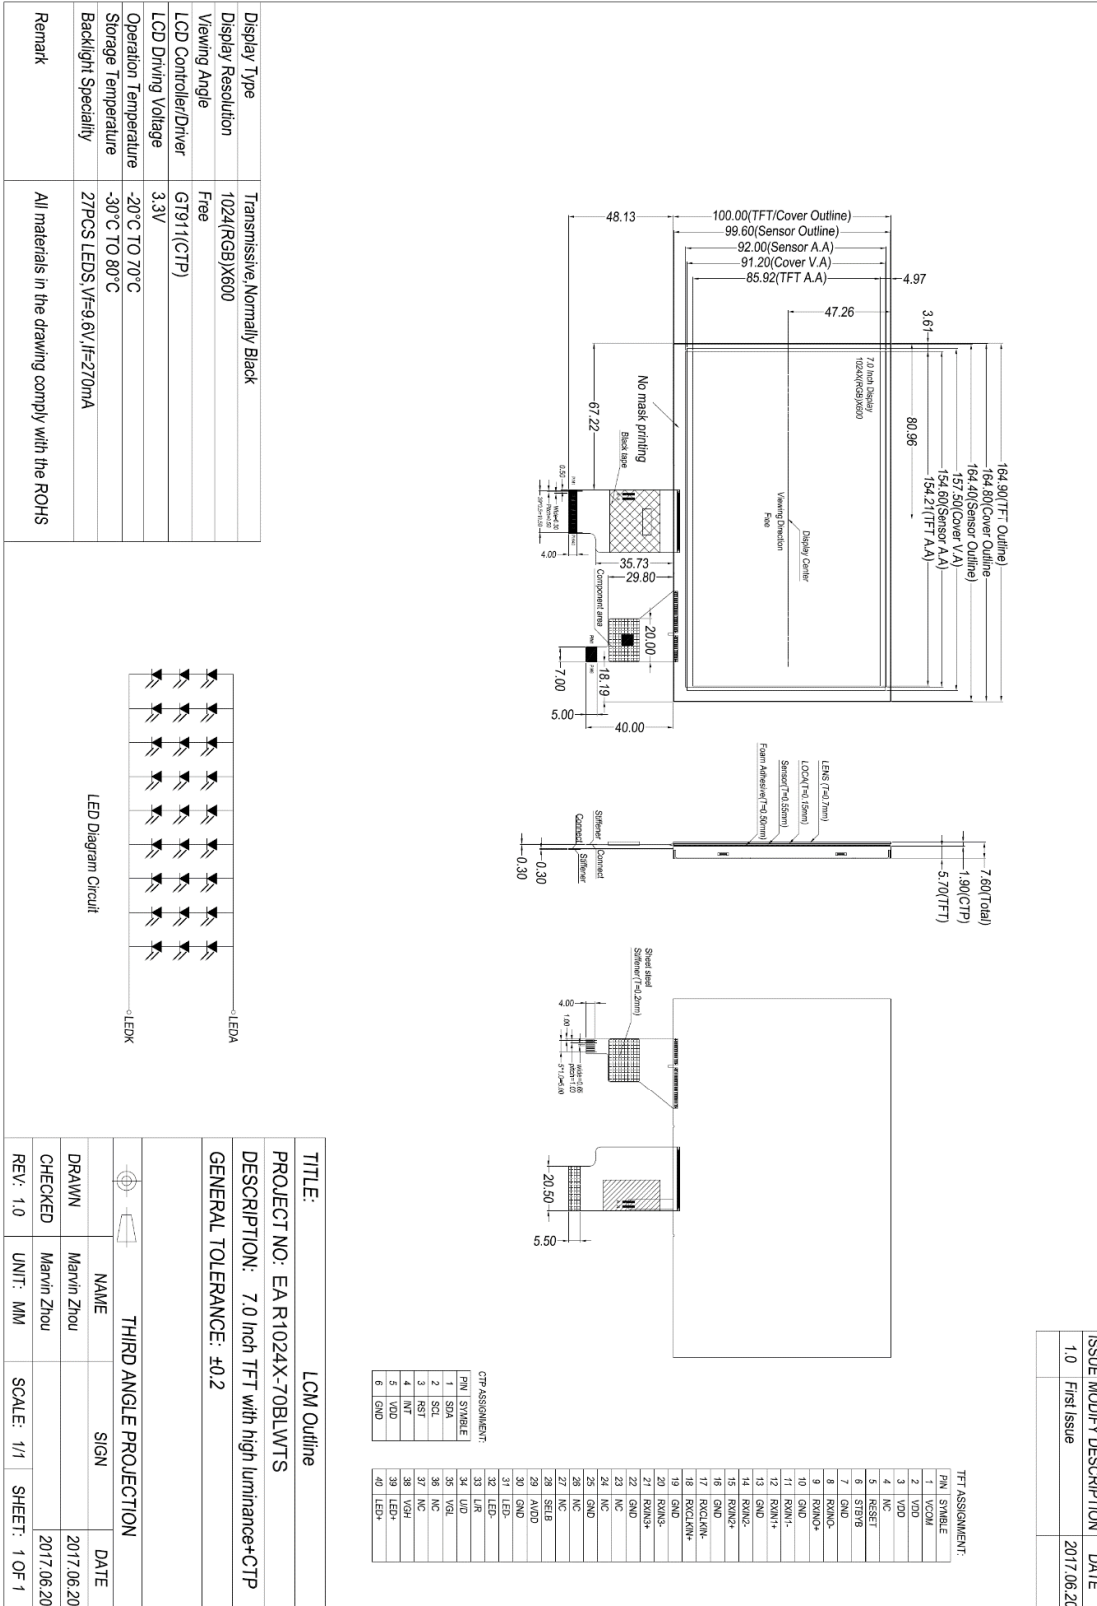 ISSUE MODIFY DESCRIPTION DATE
1.0 First Issue 2017.06.20
164.90(TFT Outline)
164.80(Cover Outline
164.40(Sensor Outline)
157.50(Cover V.A)
154.60(Sensor A.A)
154.21(TFT A.A)
3.61
80.96
100.00(TFT/Cover Outline)
99.60(Sensor Outline)
92.00(Sensor A.A)
91.20(Cover V.A)
85.92(TFT A.A)
48.13
4.97
47.26
7.0 Inch Display
1024X(RGB)X600
Display Center
Viewing Direction
Free
No mask printing
Black tape
67.22
0.50
4.00
35.73
29.80
Component area
20.00
18.19
7.00
5.00
40.00
LENS (T=0.7mm)
LOCA(T=0.15mm)
Sensor(T=0.55mm)
Foam Adhesive(T=0.50mm)
7.60(Total)
1.90(CTP)
5.70(TFT)
Stiffener
Connect
Connect
Stiffener
0.30
0.30
Sheet steel
Stiffener(T=0.2mm)
4.00
1.00
wide=0.65
pitch=1.00
5*1.0=5.00
20.50
5.50
TFT ASSIGNMENT:
PIN SYMBLE
1 VCOM
2 VDD
3 VDD
4 NC
5 RESET
6 STBYB
7 GND
8 RXIN0-
9 RXIN0+
10 GND
11 RXIN1-
12 RXIN1+
13 GND
14 RXIN2-
15 RXIN2+
16 GND
17 RXCLKIN-
18 RXCLKIN+
19 GND
20 RXIN3-
21 RXIN3+
22 GND
23 NC
24 NC
25 GND
26 NC
27 NC
28 SELB
29 AVDD
30 GND
31 LED-
32 LED-
33 L/R
34 U/D
35 VGL
36 NC
37 NC
38 VGH
39 LED+
40 LED+
CTP ASSIGNMENT:
PIN SYMBLE
1 SDA
2 SCL
3 RST
4 INT
5 VDD
6 GND
Display Type Transmissive,Normally Black
Display Resolution 1024(RGB)X600
Viewing Angle Free
LCD Controller/Driver GT911(CTP)
LCD Driving Voltage 3.3V
Operation Temperature -20°C TO 70°C
Storage Temperature -30°C TO 80°C
Backlight Speciality 27PCS LEDS,Vf=9.6V,If=270mA
Remark All materials in the drawing comply with the ROHS
LEDA
LEDK
LED Diagram Circuit
TITLE: LCM Outline
PROJECT NO: EA R1024X-70BLWTS
DESCRIPTION: 7.0 Inch TFT with high luminance+CTP
GENERAL TOLERANCE: ±0.2
THIRD ANGLE PROJECTION
NAME SIGN DATE
DRAWN Marvin Zhou 2017.06.20
CHECKED Marvin Zhou 2017.06.20
REV: 1.0 UNIT: MM SCALE: 1/1 SHEET: 1 OF 1